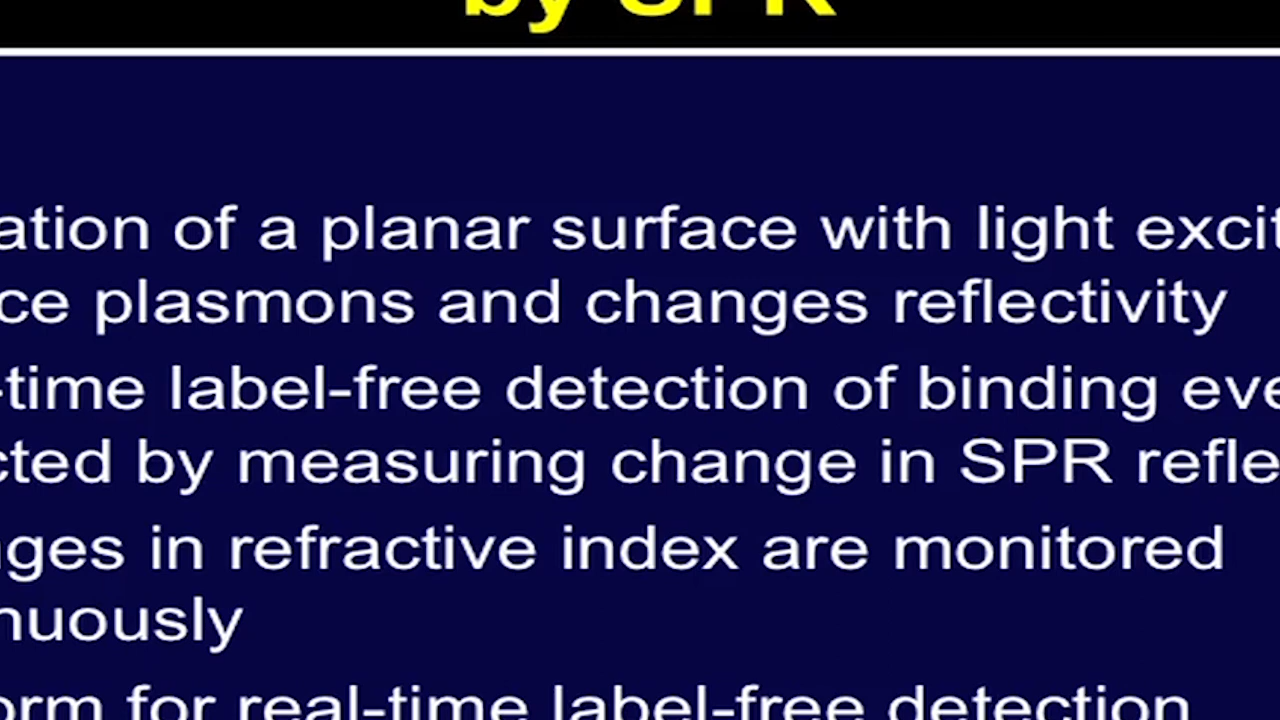 by SPR
ation of a planar surface with light excit
ce plasmons and changes reflectivity
-time label-free detection of binding eve
cted by measuring change in SPR refle
ges in refractive index are monitored
nuously
orm for real-time label-free detection